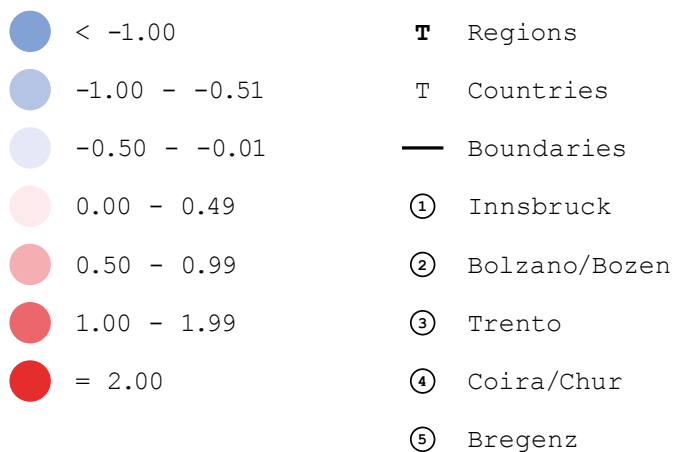 < -1.00
-1.00 - -0.51
-0.50 - -0.01
0.00 - 0.49
0.50 - 0.99
1.00 - 1.99
= 2.00
T Regions
T Countries
Boundaries
1 Innsbruck
2 Bolzano/Bozen
3 Trento
4 Coira/Chur
5 Bregenz